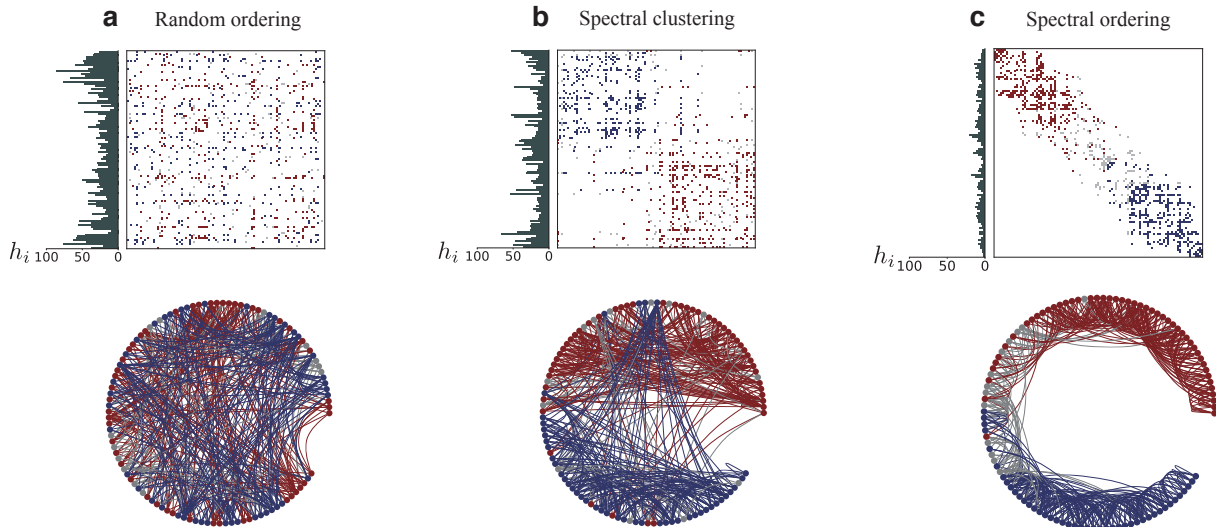 a Random ordering
b Spectral clustering
c Spectral ordering
h_i 100 50 0
h_i 100 50 0
h_i 100 50 0